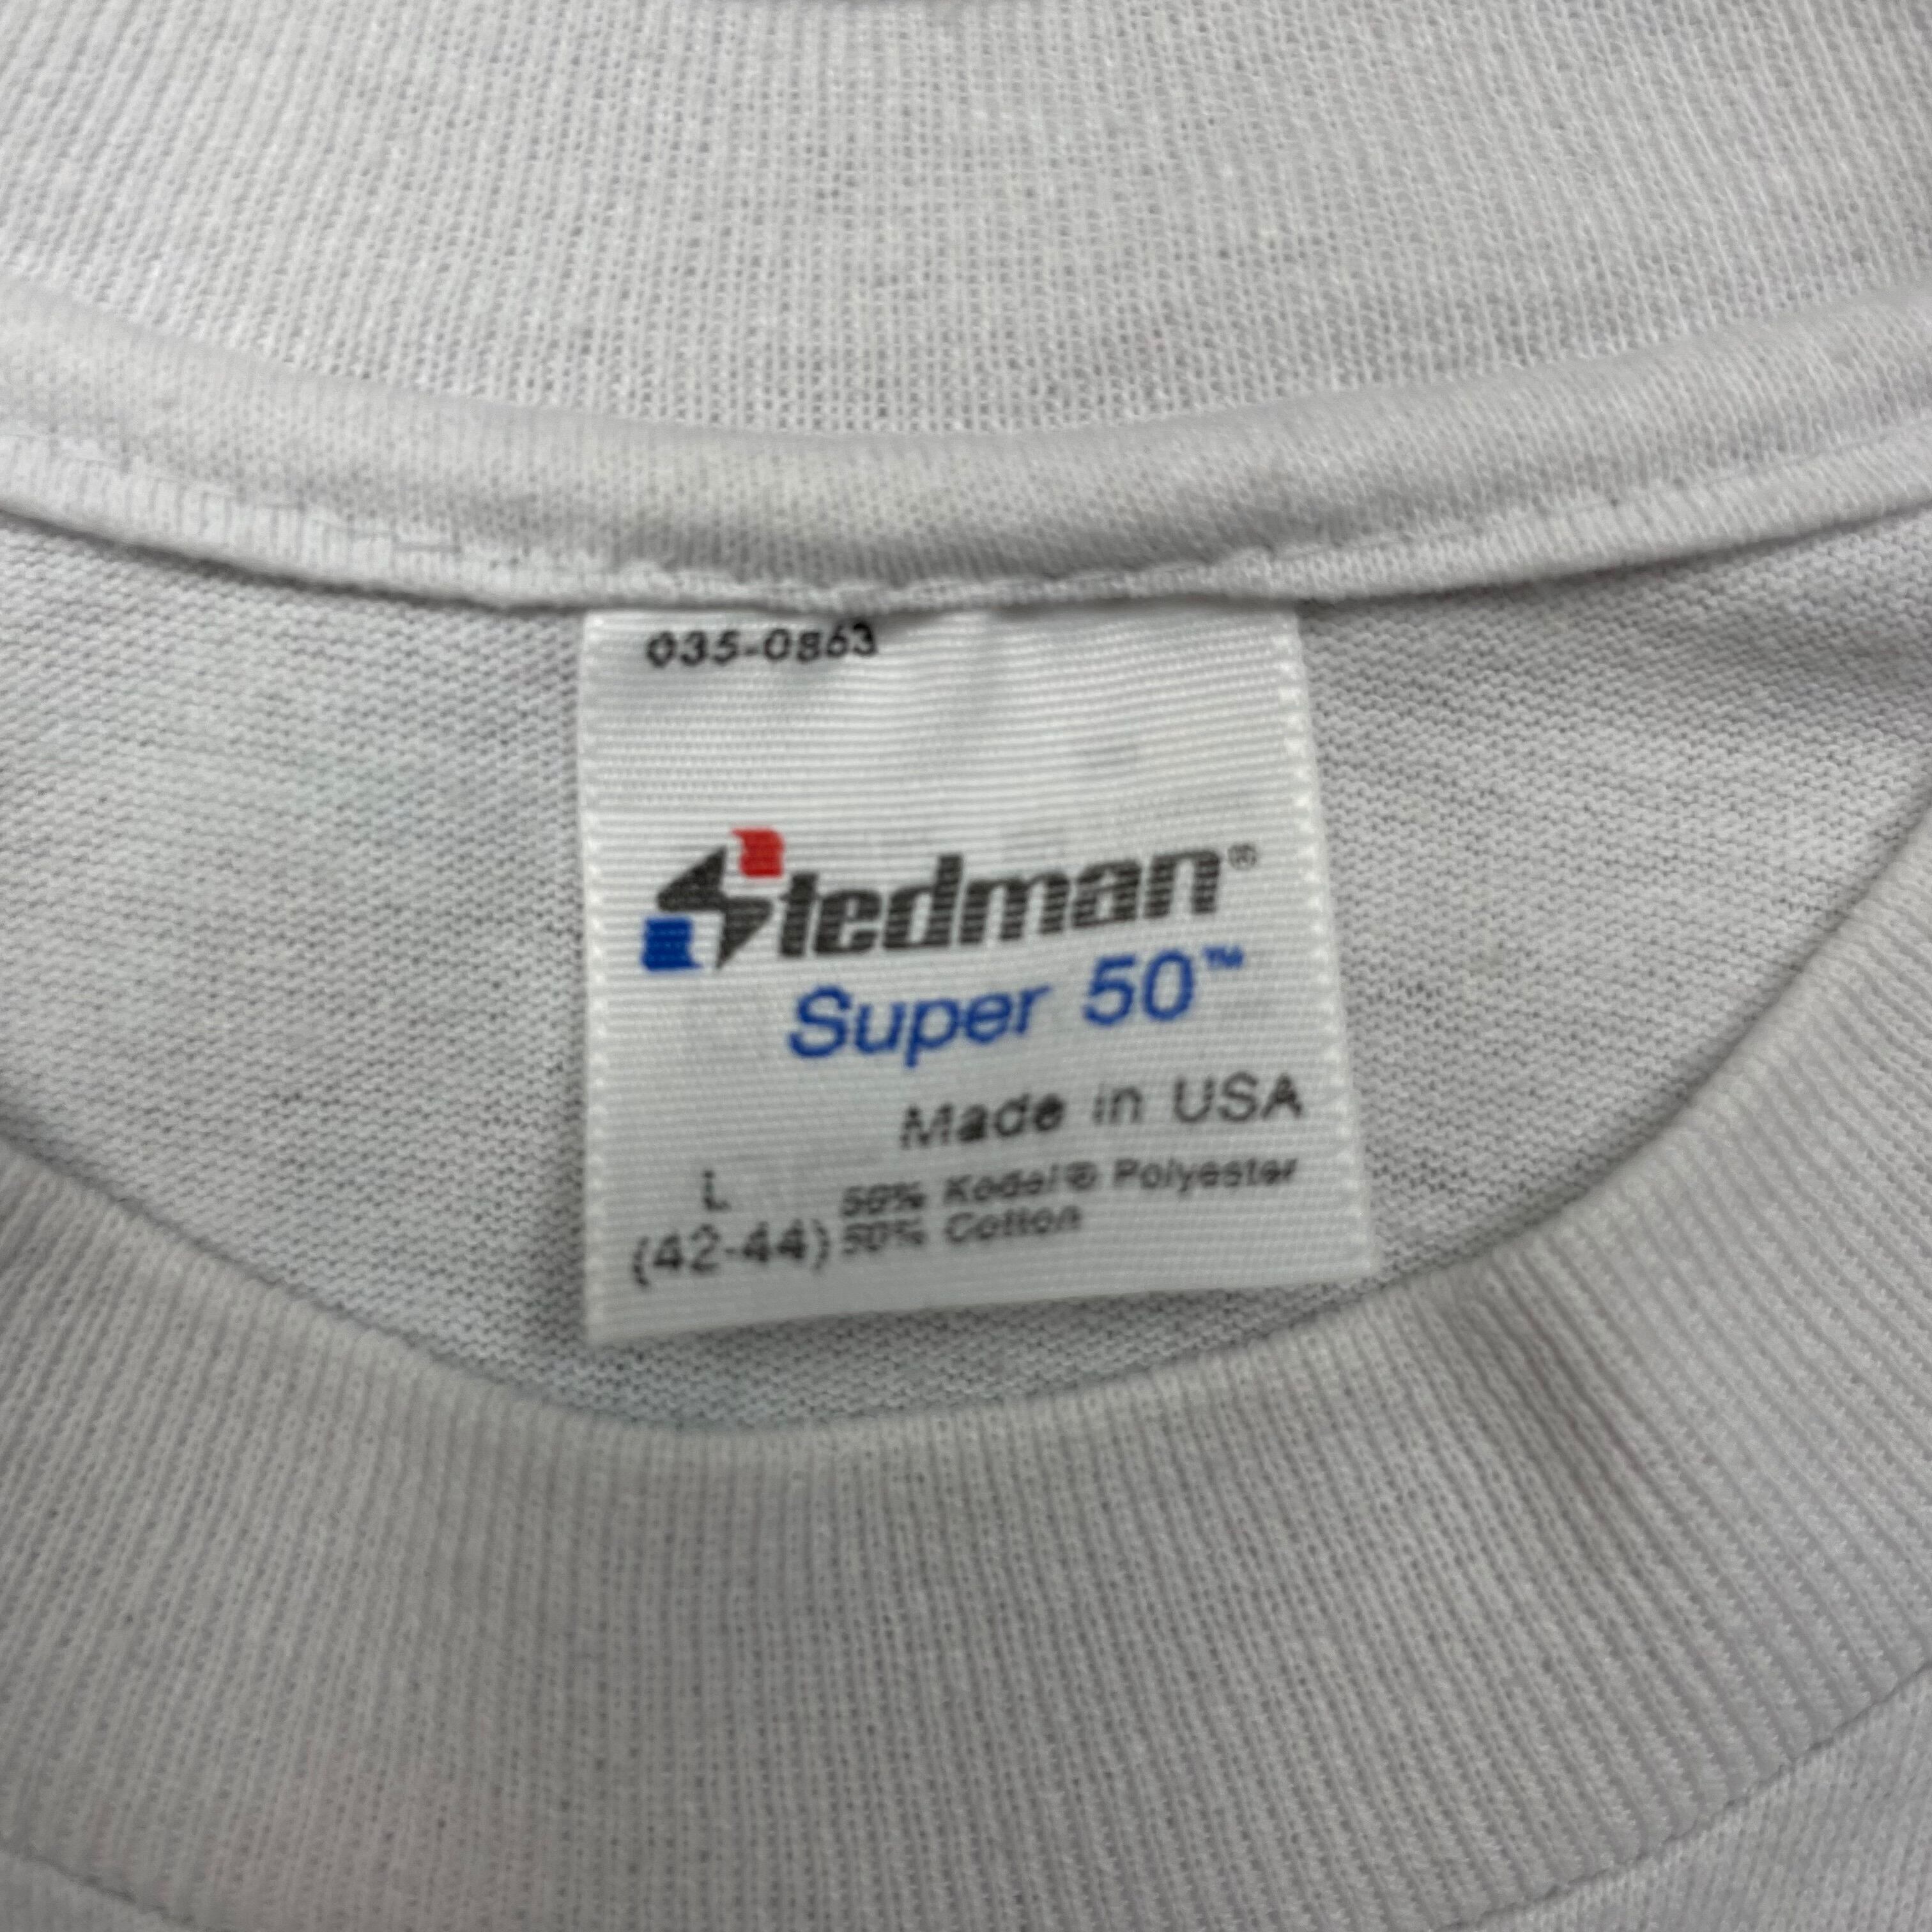 035-0863
Stedman®
Super 50™
Made in USA
L 50% Kodel® Polyester
(42-44) 50% Cotton